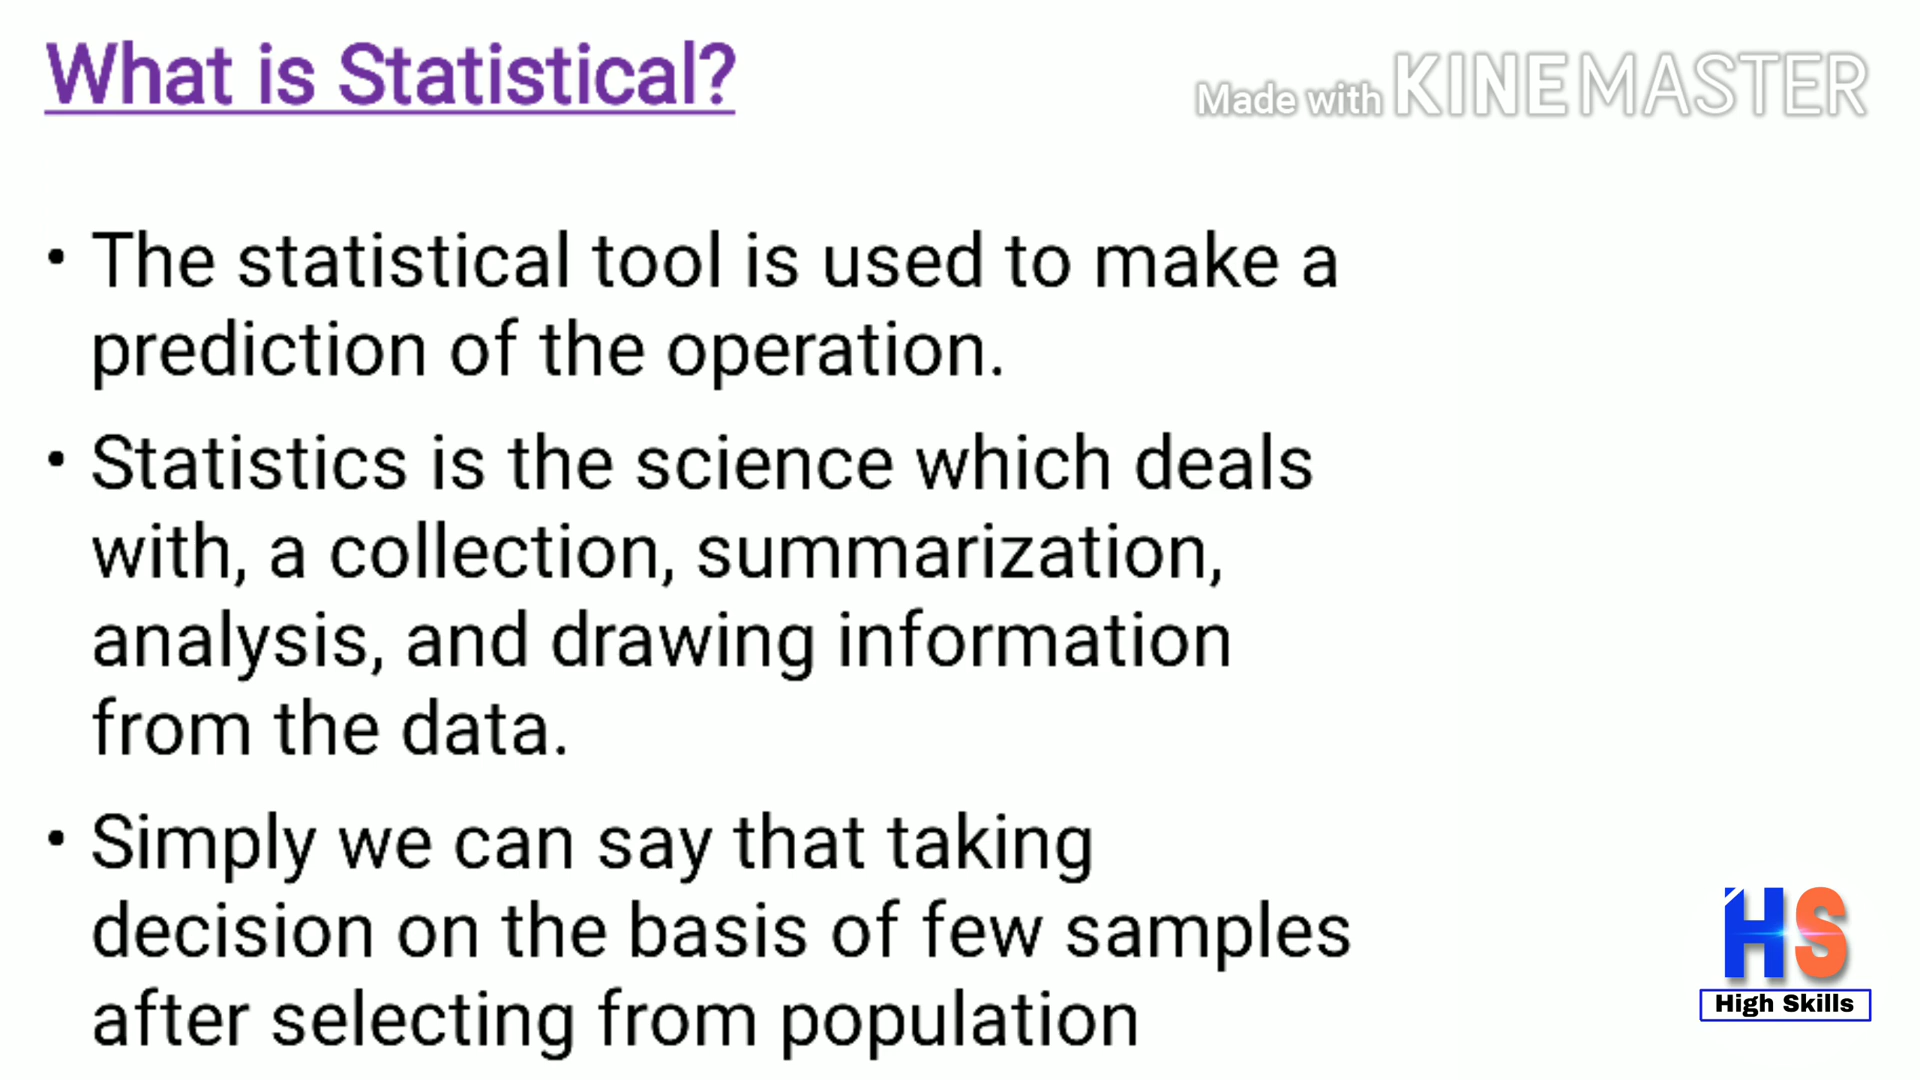 What is Statistical?
Made with KINEMASTER
• The statistical tool is used to make a
prediction of the operation.
• Statistics is the science which deals
with, a collection, summarization,
analysis, and drawing information
from the data.
• Simply we can say that taking
decision on the basis of few samples
after selecting from population
HS
High Skills